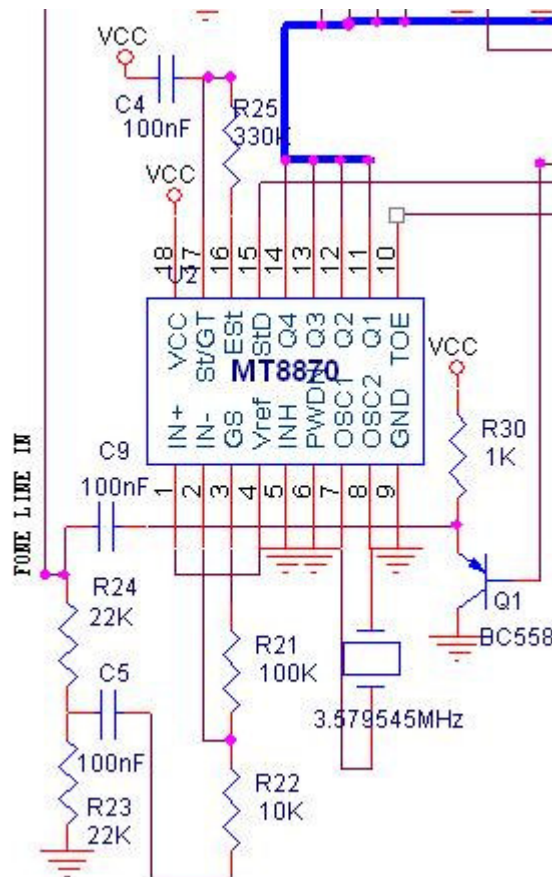 VCC
C4
100nF
R25
330K
VCC
18
17
16
15
14
13
12
11
10
U2
VCC
St/GT
ESt
StD
Q4
Q3
Q2
Q1
TOE
MT8870
IN+
IN-
GS
Vref
INH
PWDN
OSC1
OSC2
GND
1
2
3
4
5
6
7
8
9
VCC
R30
1K
C9
100nF
FONE LINE IN
R24
22K
Q1
BC558
R21
100K
C5
100nF
3.579545MHz
R22
10K
R23
22K